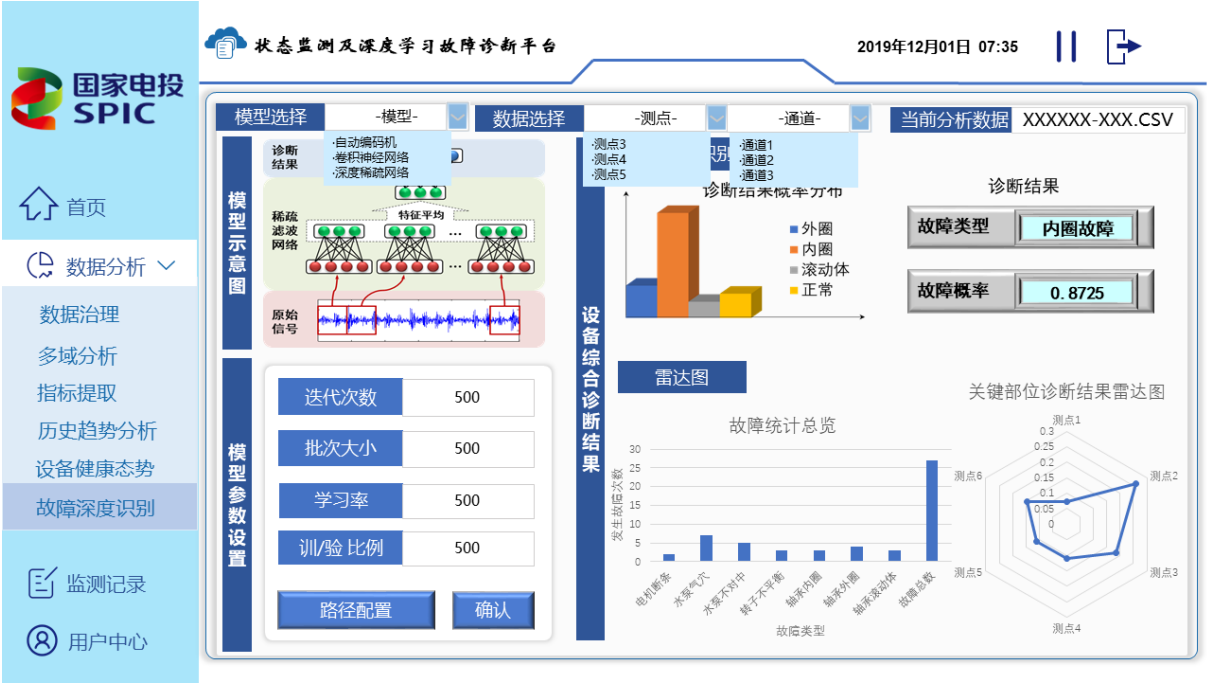 国家电投
SPIC
首页
数据分析
数据治理
多域分析
指标提取
历史趋势分析
设备健康态势
故障深度识别
监测记录
用户中心
状态监测及深度学习故障诊断平台
2019年12月01日 07:35
模型选择
-模型-
数据选择
-测点-
-通道-
当前分析数据
XXXXXX-XXX.CSV
·自动编码机
·卷积神经网络
·深度稀疏网络
·测点3
·测点4
·测点5
·通道1
·通道2
·通道3
模型示意图
诊断
结果
稀疏
滤波
网络
特征平均
...
...
原始
信号
模型参数设置
迭代次数
500
批次大小
500
学习率
500
训/验 比例
500
路径配置
确认
设备综合诊断结果
诊断结果概率分布
外圈
内圈
滚动体
正常
诊断结果
故障类型
内圈故障
故障概率
0.8725
雷达图
故障统计总览
发生故障次数
30
25
20
15
10
5
0
电机断条
水泵气穴
水泵不对中
转子不平衡
轴承内圈
轴承外圈
轴承滚动体
故障总数
故障类型
关键部位诊断结果雷达图
测点1
测点2
测点3
测点4
测点5
测点6
0.3
0.25
0.2
0.15
0.1
0.05
0